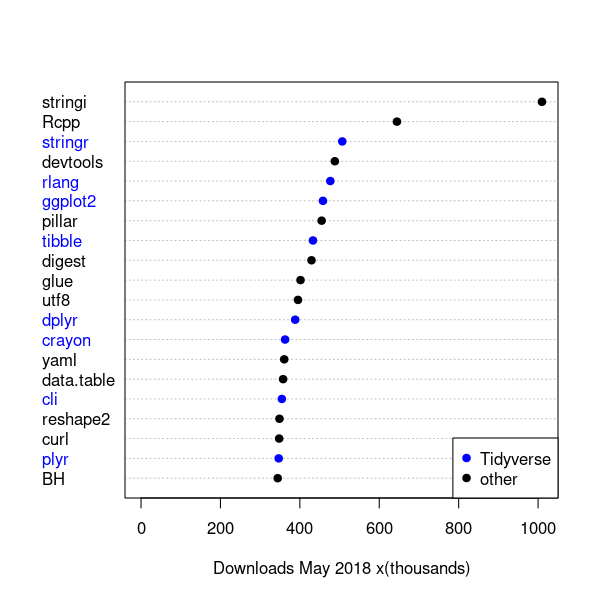 stringi
Rcpp
stringr
devtools
rlang
ggplot2
pillar
tibble
digest
glue
utf8
dplyr
crayon
yaml
data.table
cli
reshape2
curl
plyr
BH
Tidyverse
other
0 200 400 600 800 1000
Downloads May 2018 x(thousands)